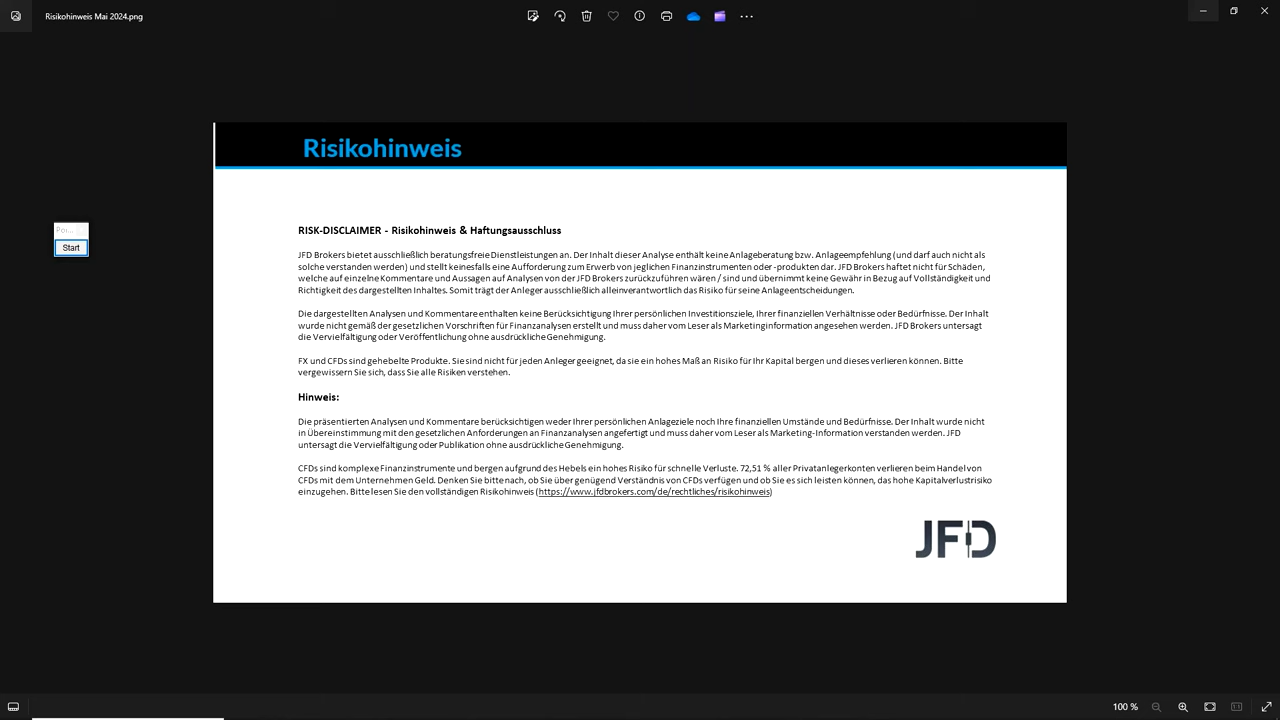 Risikohinweis Mai 2024.png
Risikohinweis
RISK-DISCLAIMER - Risikohinweis & Haftungsausschluss
JFD Brokers bietet ausschließlich beratungsfreie Dienstleistungen an. Der Inhalt dieser Analyse enthält keine Anlageberatung bzw. Anlageempfehlung (und darf auch nicht als
solche verstanden werden) und stellt keinesfalls eine Aufforderung zum Erwerb von jeglichen Finanzinstrumenten oder -produkten dar. JFD Brokers haftet nicht für Schäden,
welche auf einzelne Kommentare und Aussagen auf Analysen von der JFD Brokers zurückzuführen wären / sind und übernimmt keine Gewähr in Bezug auf Vollständigkeit und
Richtigkeit des dargestellten Inhaltes. Somit trägt der Anleger ausschließlich alleinverantwortlich das Risiko für seine Anlageentscheidungen.
Die dargestellten Analysen und Kommentare enthalten keine Berücksichtigung Ihrer persönlichen Investitionsziele, Ihrer finanziellen Verhältnisse oder Bedürfnisse. Der Inhalt
wurde nicht gemäß der gesetzlichen Vorschriften für Finanzanalysen erstellt und muss daher vom Leser als Marketinginformation angesehen werden. JFD Brokers untersagt
die Vervielfältigung oder Veröffentlichung ohne ausdrückliche Genehmigung.
FX und CFDs sind gehebelte Produkte. Sie sind nicht für jeden Anleger geeignet, da sie ein hohes Maß an Risiko für Ihr Kapital bergen und dieses verlieren können. Bitte
vergewissern Sie sich, dass Sie alle Risiken verstehen.
Hinweis:
Die präsentierten Analysen und Kommentare berücksichtigen weder Ihrer persönlichen Anlageziele noch Ihre finanziellen Umstände und Bedürfnisse. Der Inhalt wurde nicht
in Übereinstimmung mit den gesetzlichen Anforderungen an Finanzanalysen angefertigt und muss daher vom Leser als Marketing-Information verstanden werden. JFD
untersagt die Vervielfältigung oder Publikation ohne ausdrückliche Genehmigung.
CFDs sind komplexe Finanzinstrumente und bergen aufgrund des Hebels ein hohes Risiko für schnelle Verluste. 72,51 % aller Privatanlegerkonten verlieren beim Handel von
CFDs mit dem Unternehmen Geld. Denken Sie bitte nach, ob Sie über genügend Verständnis von CFDs verfügen und ob Sie es sich leisten können, das hohe Kapitalverlustrisiko
einzugehen. Bitte lesen Sie den vollständigen Risikohinweis (https://www.jfdbrokers.com/de/rechtliches/risikohinweis)
JFD
Poi...
Start
100 %